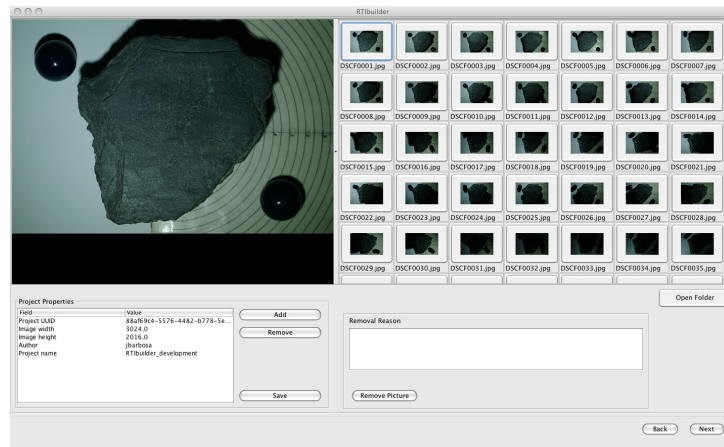 RTIbuilder
DSCF0001.jpg DSCF0002.jpg DSCF0003.jpg DSCF0004.jpg DSCF0005.jpg DSCF0006.jpg DSCF0007.jpg
DSCF0008.jpg DSCF0009.jpg DSCF0010.jpg DSCF0011.jpg DSCF0012.jpg DSCF0013.jpg DSCF0014.jpg
DSCF0015.jpg DSCF0016.jpg DSCF0017.jpg DSCF0018.jpg DSCF0019.jpg DSCF0020.jpg DSCF0021.jpg
DSCF0022.jpg DSCF0023.jpg DSCF0024.jpg DSCF0025.jpg DSCF0026.jpg DSCF0027.jpg DSCF0028.jpg
DSCF0029.jpg DSCF0030.jpg DSCF0031.jpg DSCF0032.jpg DSCF0033.jpg DSCF0034.jpg DSCF0035.jpg
Open Folder
Project Properties
Field Value
Project UUID 88af69c4-5576-4482-b778-5e...
Image width 3024.0
Image height 2016.0
Author jbarbosa
Project name RTIbuilder_development
Add
Remove
Save
Removal Reason
Remove Picture
Back Next